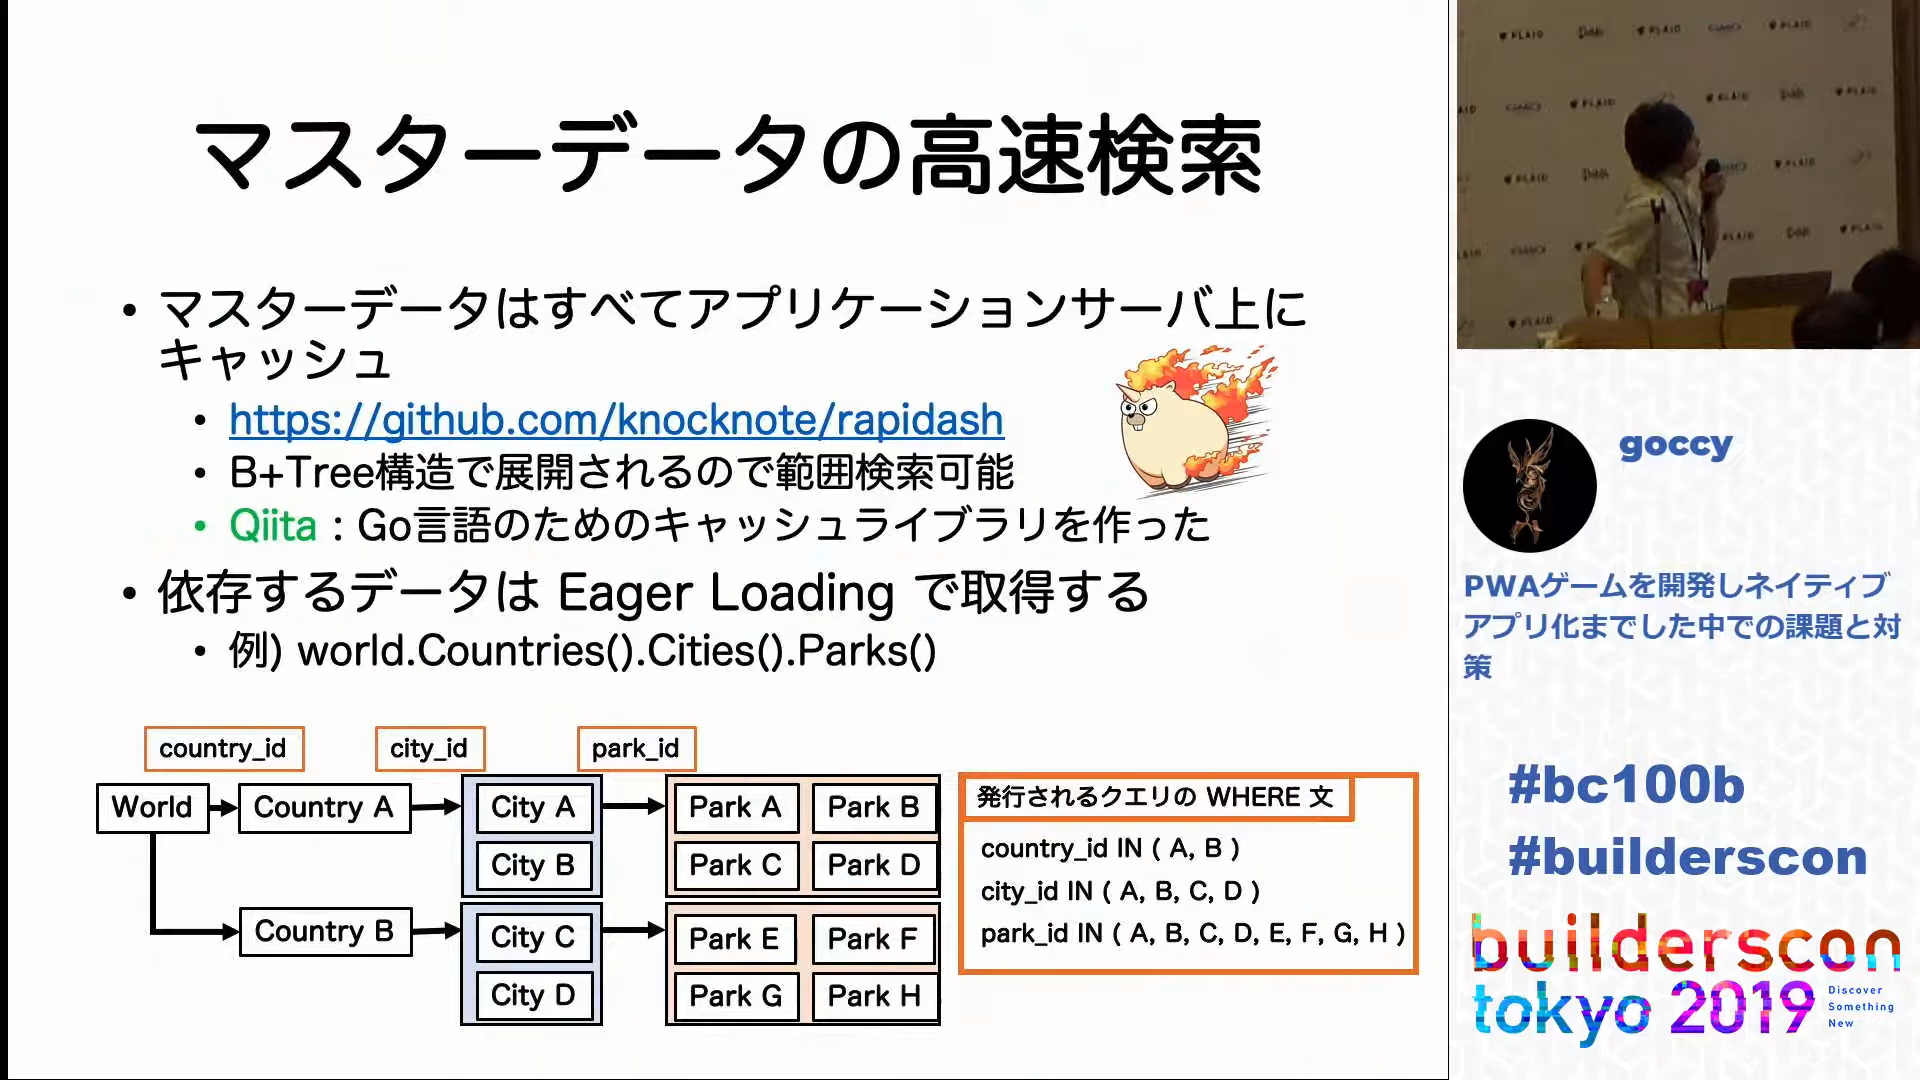 マスターデータの高速検索
• マスターデータはすべてアプリケーションサーバ上に
キャッシュ
• https://github.com/knocknote/rapidash
• B+Tree構造で展開されるので範囲検索可能
• Qiita : Go言語のためのキャッシュライブラリを作った
• 依存するデータは Eager Loading で取得する
• 例) world.Countries().Cities().Parks()
country_id city_id park_id
World Country A City A Park A Park B
City B Park C Park D
Country B City C Park E Park F
City D Park G Park H
発行されるクエリの WHERE 文
country_id IN ( A, B )
city_id IN ( A, B, C, D )
park_id IN ( A, B, C, D, E, F, G, H )
PLAID
goccy
PWAゲームを開発しネイティブ
アプリ化までした中での課題と対
策
#bc100b
#builderscon
builderscon
tokyo 2019
Discover
Something
New